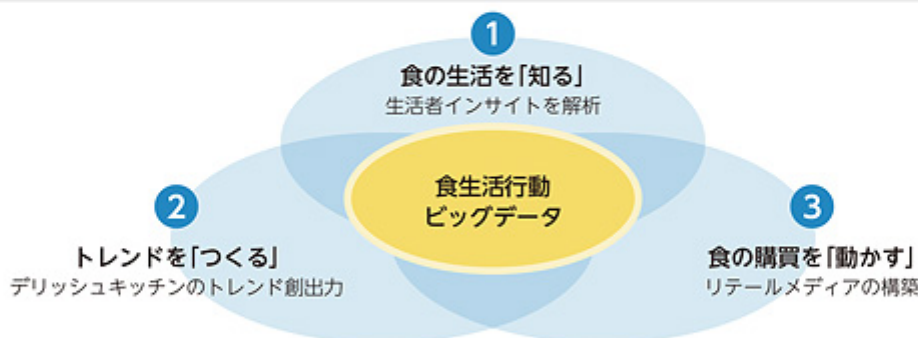 1
食の生活を「知る」
生活者インサイトを解析
食生活行動
ビッグデータ
2
トレンドを「つくる」
デリッシュキッチンのトレンド創出力
3
食の購買を「動かす」
リテールメディアの構築